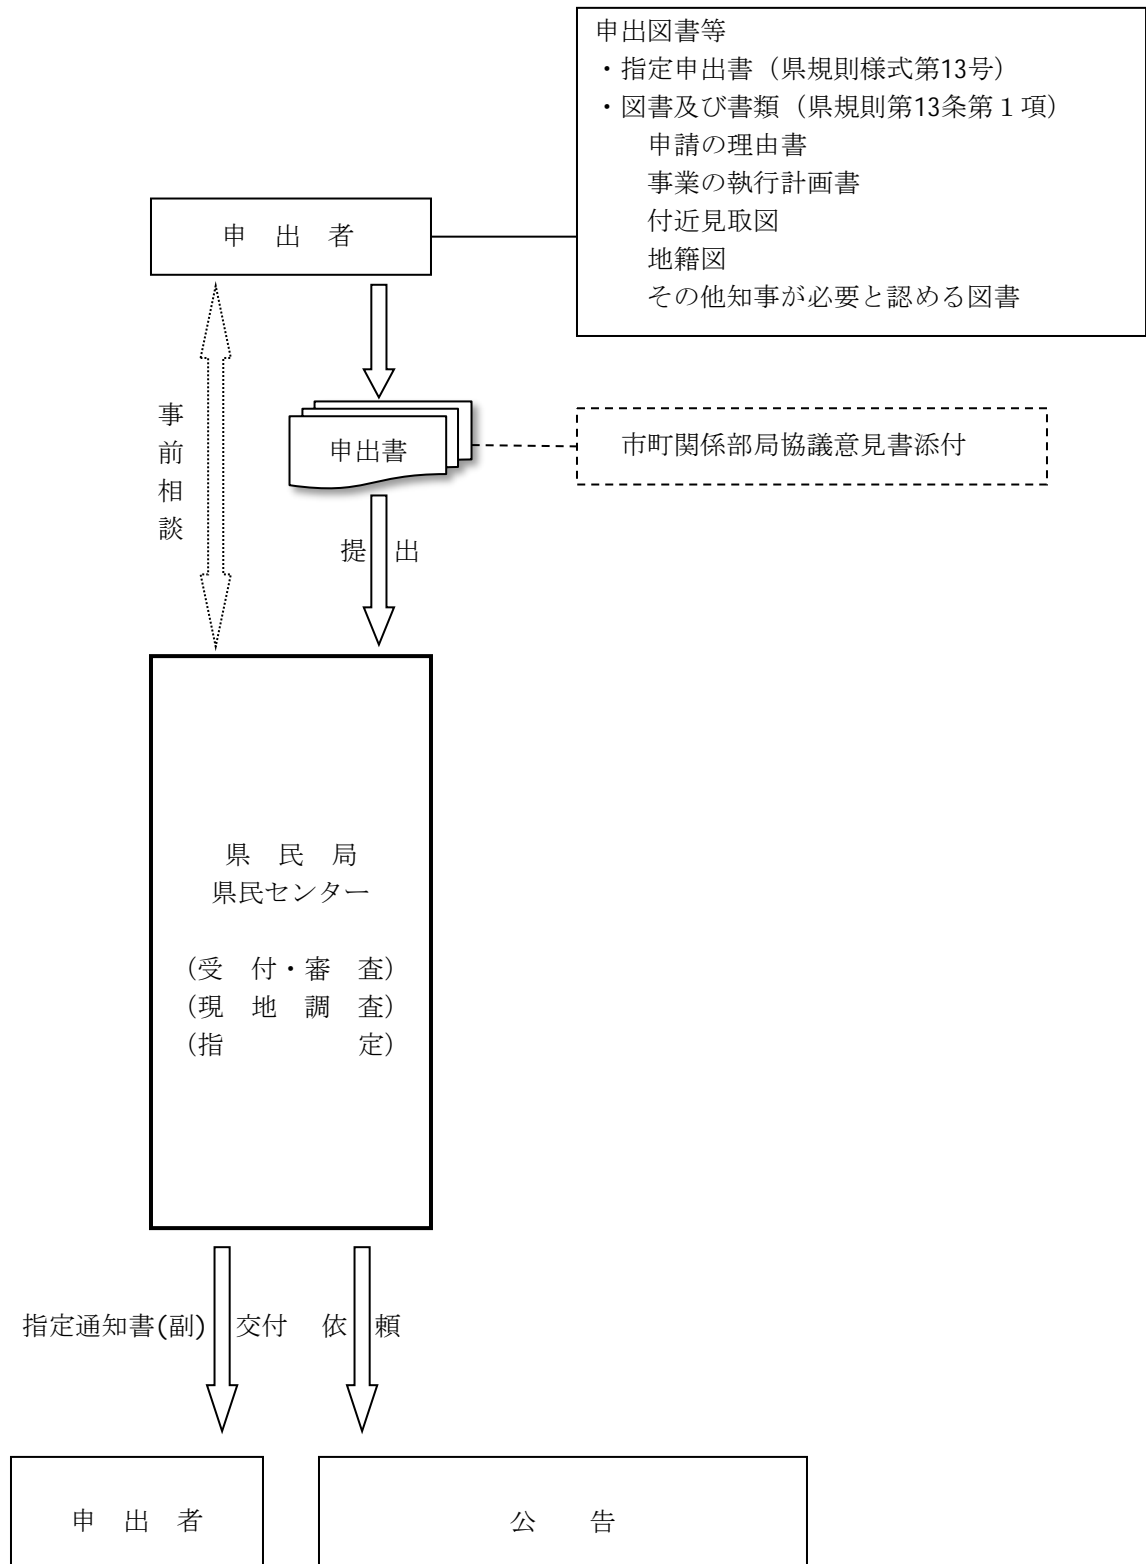 申出図書等
・指定申出書（県規則様式第13号）
・図書及び書類（県規則第13条第１項）
申請の理由書
事業の執行計画書
付近見取図
地籍図
その他知事が必要と認める図書
申　出　者
事前相談
申出書
市町関係部局協議意見書添付
提　出
県　民　局
県民センター
（受　付・審　査）
（現　地　調　査）
（指　　　　　定）
指定通知書(副)　交付
依　頼
申　出　者
公　　告